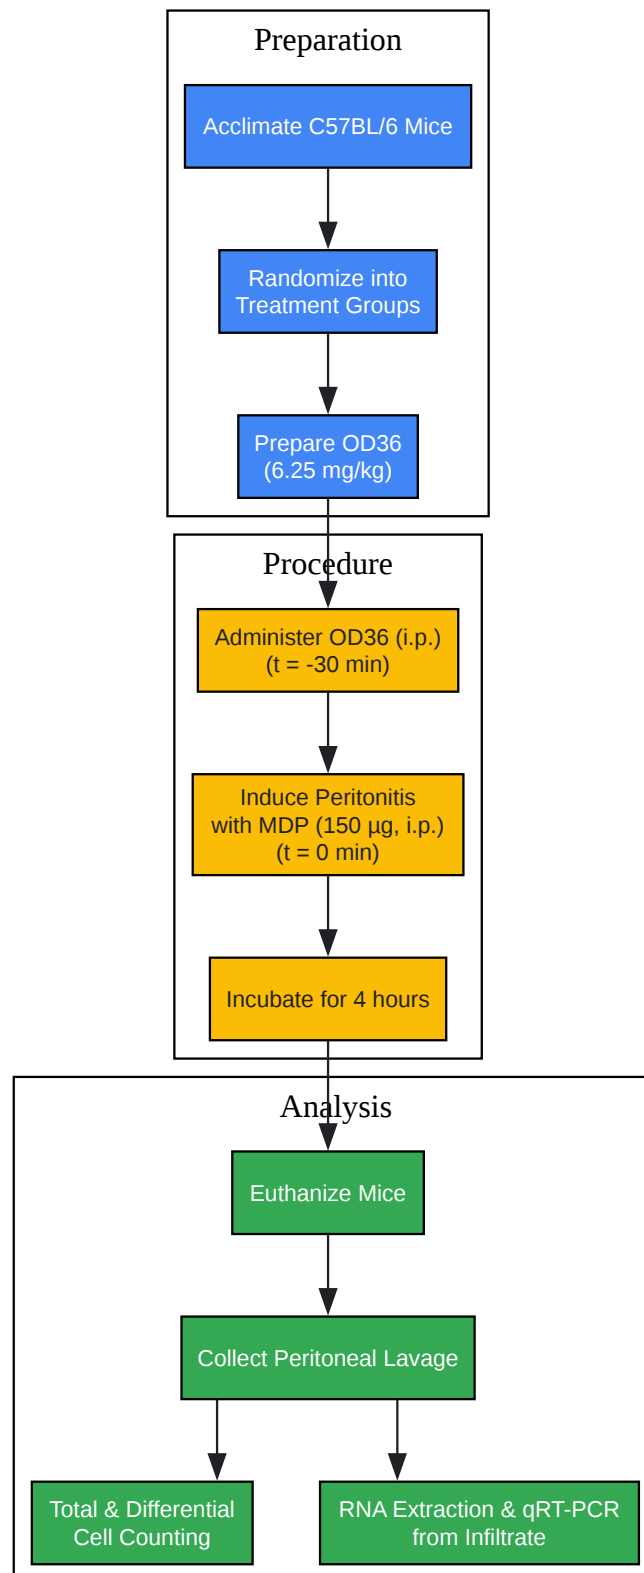 Preparation
Acclimate C57BL/6 Mice
Randomize into
Treatment Groups
Prepare OD36
(6.25 mg/kg)
Procedure
Administer OD36 (i.p.)
(t = -30 min)
Induce Peritonitis
with MDP (150 µg, i.p.)
(t = 0 min)
Incubate for 4 hours
Analysis
Euthanize Mice
Collect Peritoneal Lavage
Total & Differential
Cell Counting
RNA Extraction & qRT-PCR
from Infiltrate